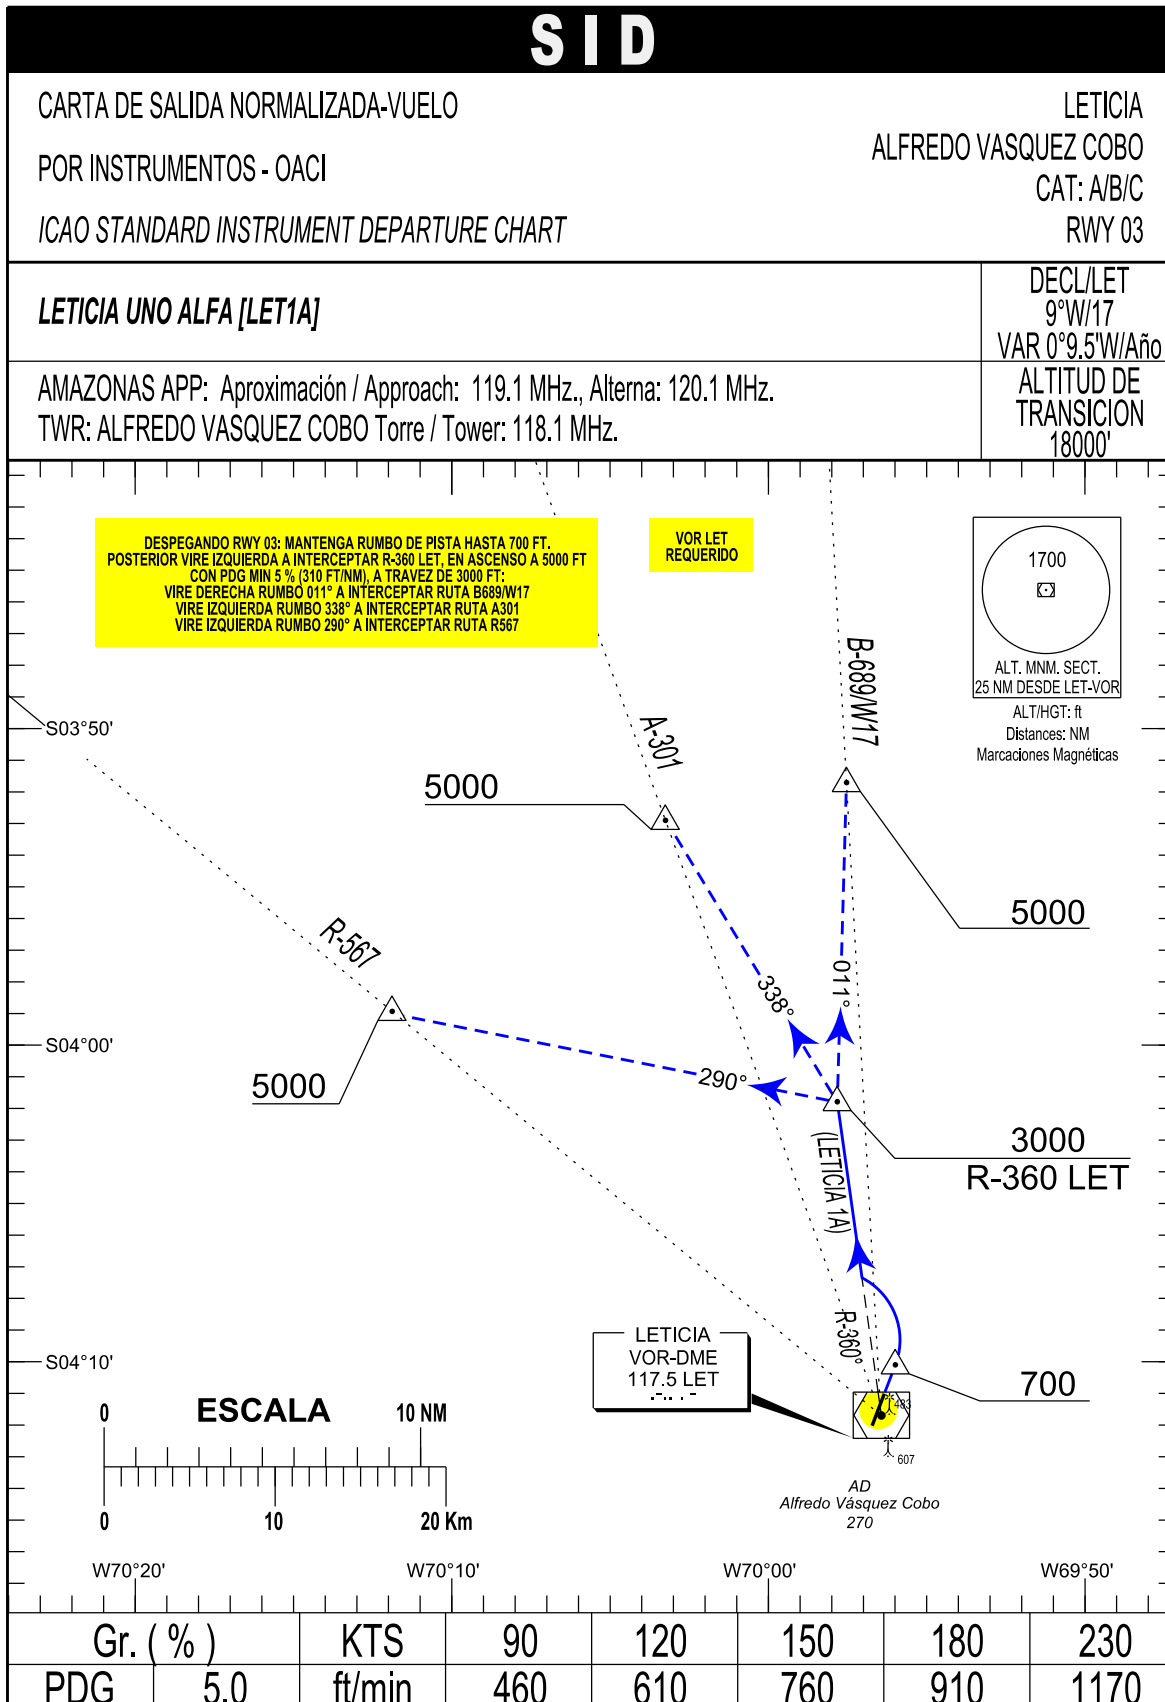 SID
CARTA DE SALIDA NORMALIZADA-VUELO
POR INSTRUMENTOS - OACI
ICAO STANDARD INSTRUMENT DEPARTURE CHART
LETICIA
ALFREDO VASQUEZ COBO
CAT: A/B/C
RWY 03
LETICIA UNO ALFA [LET1A]
DECL/LET
9°W/17
VAR 0°9.5'W/Año
AMAZONAS APP: Aproximación / Approach: 119.1 MHz., Alterna: 120.1 MHz.
TWR: ALFREDO VASQUEZ COBO Torre / Tower: 118.1 MHz.
ALTITUD DE
TRANSICION
18000'
DESPEGANDO RWY 03: MANTENGA RUMBO DE PISTA HASTA 700 FT.
POSTERIOR VIRE IZQUIERDA A INTERCEPTAR R-360 LET, EN ASCENSO A 5000 FT
CON PDG MIN 5 % (310 FT/NM), A TRAVEZ DE 3000 FT:
VIRE DERECHA RUMBO 011° A INTERCEPTAR RUTA B689/W17
VIRE IZQUIERDA RUMBO 338° A INTERCEPTAR RUTA A301
VIRE IZQUIERDA RUMBO 290° A INTERCEPTAR RUTA R567
VOR LET
REQUERIDO
1700
ALT. MNM. SECT.
25 NM DESDE LET-VOR
ALT/HGT: ft
Distances: NM
Marcaciones Magnéticas
B-689/W17
A-301
S03°50'
5000
5000
R-567
338°
011°
S04°00'
290°
5000
3000
R-360 LET
(LETICIA 1A)
R-360°
LETICIA
VOR-DME
117.5 LET
S04°10'
700
483
607
ESCALA
0
10 NM
0
10
20 Km
AD
Alfredo Vásquez Cobo
270
W70°20'
W70°10'
W70°00'
W69°50'
Gr. ( % ) KTS 90 120 150 180 230
PDG 5.0 ft/min 460 610 760 910 1170